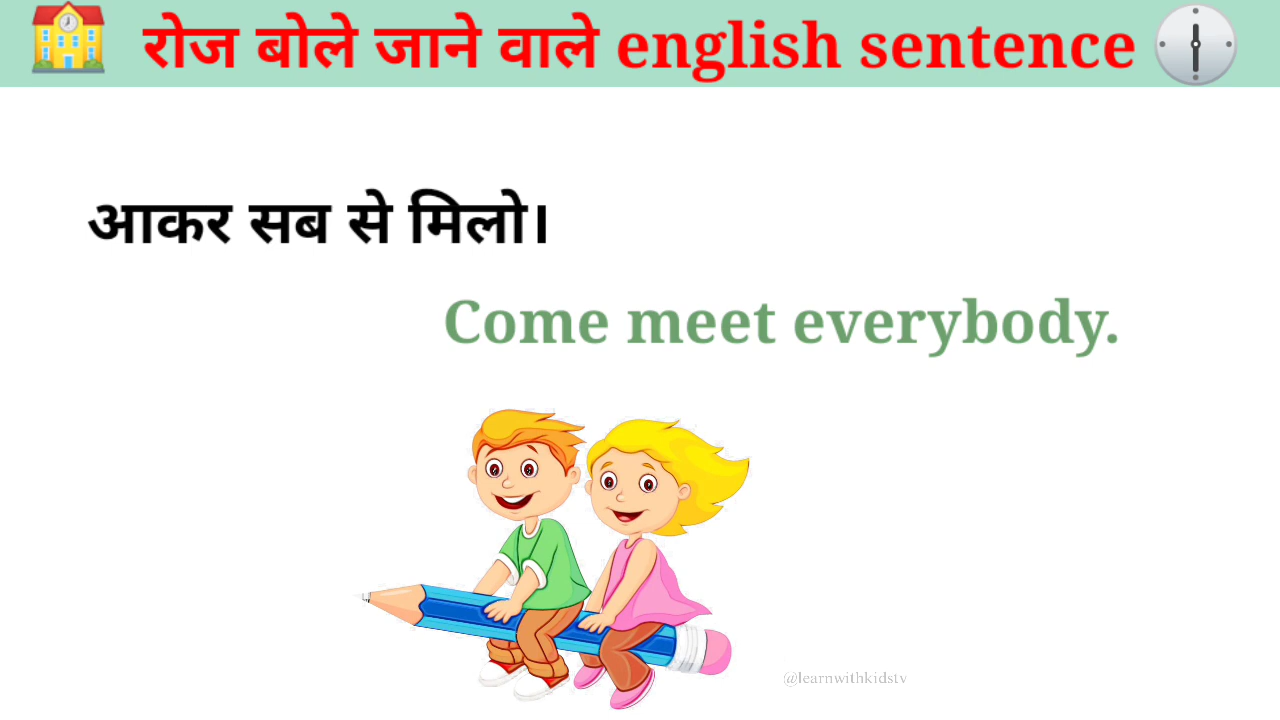 रोज बोले जाने वाले english sentence
आकर सब से मिलो।
Come meet everybody.
@learnwithkidstv